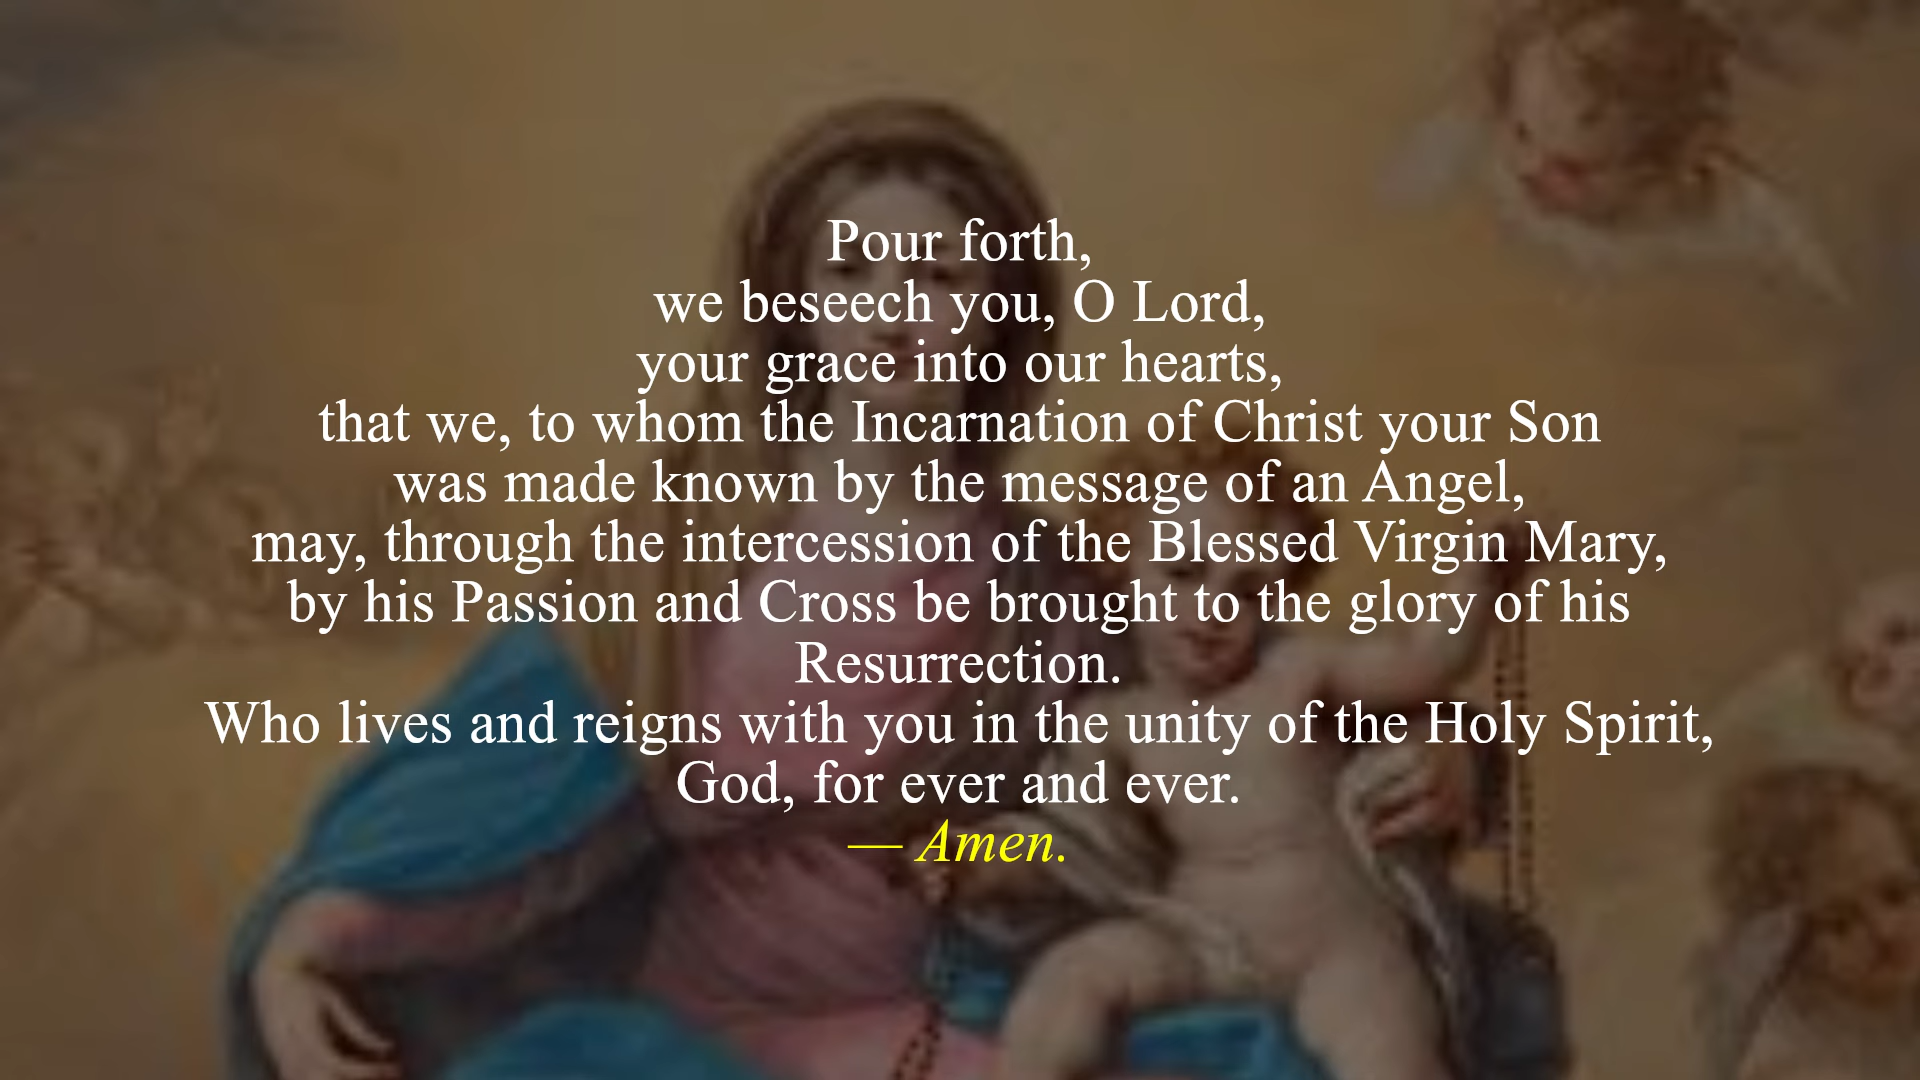 Pour forth,
we beseech you, O Lord,
your grace into our hearts,
that we, to whom the Incarnation of Christ your Son
was made known by the message of an Angel,
may, through the intercession of the Blessed Virgin Mary,
by his Passion and Cross be brought to the glory of his
Resurrection.
Who lives and reigns with you in the unity of the Holy Spirit,
God, for ever and ever.
— Amen.